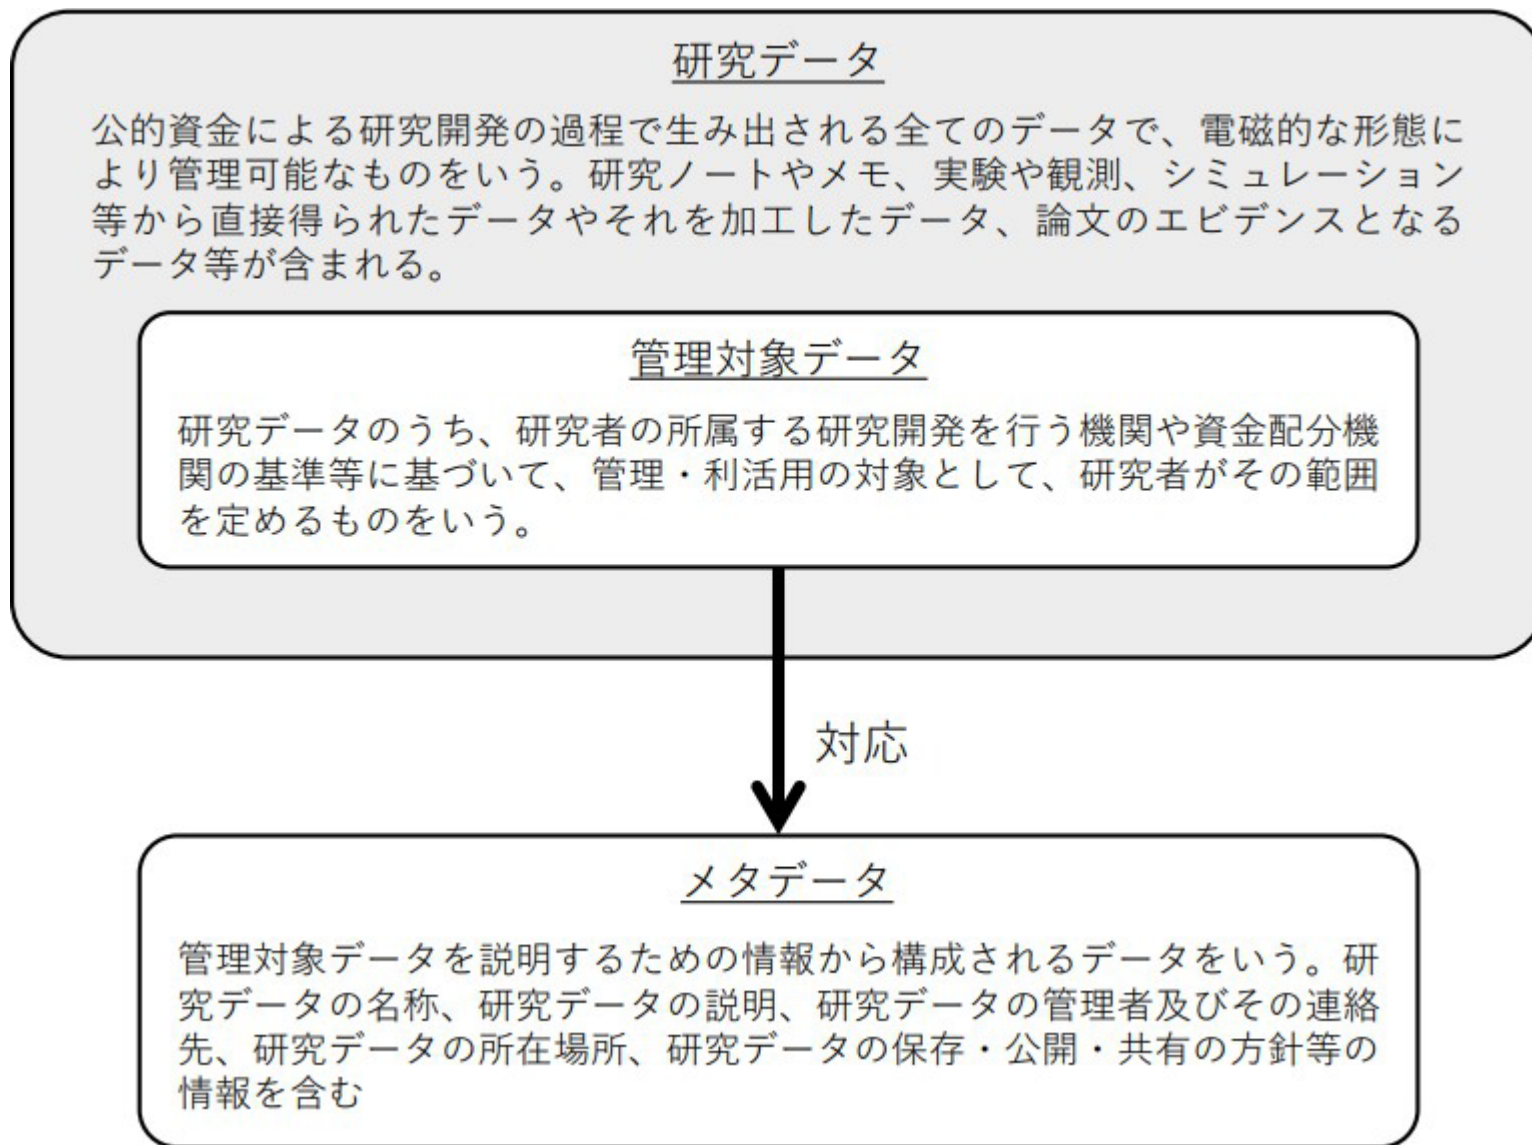 研究データ
公的資金による研究開発の過程で生み出される全てのデータで、電磁的な形態に
より管理可能なものをいう。研究ノートやメモ、実験や観測、シミュレーション
等から直接得られたデータやそれを加工したデータ、論文のエビデンスとなる
データ等が含まれる。
管理対象データ
研究データのうち、研究者の所属する研究開発を行う機関や資金配分機
関の基準等に基づいて、管理・利活用の対象として、研究者がその範囲
を定めるものをいう。
対応
メタデータ
管理対象データを説明するための情報から構成されるデータをいう。研
究データの名称、研究データの説明、研究データの管理者及びその連絡
先、研究データの所在場所、研究データの保存・公開・共有の方針等の
情報を含む